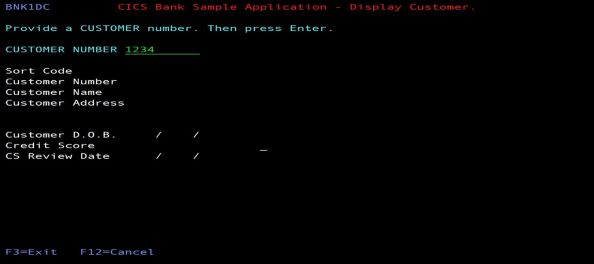 BNK1DC CICS Bank Sample Application - Display Customer.
Provide a CUSTOMER number. Then press Enter.
CUSTOMER NUMBER 1234
Sort Code
Customer Number
Customer Name
Customer Address
Customer D.O.B. / /
Credit Score _
CS Review Date / /
F3=Exit F12=Cancel